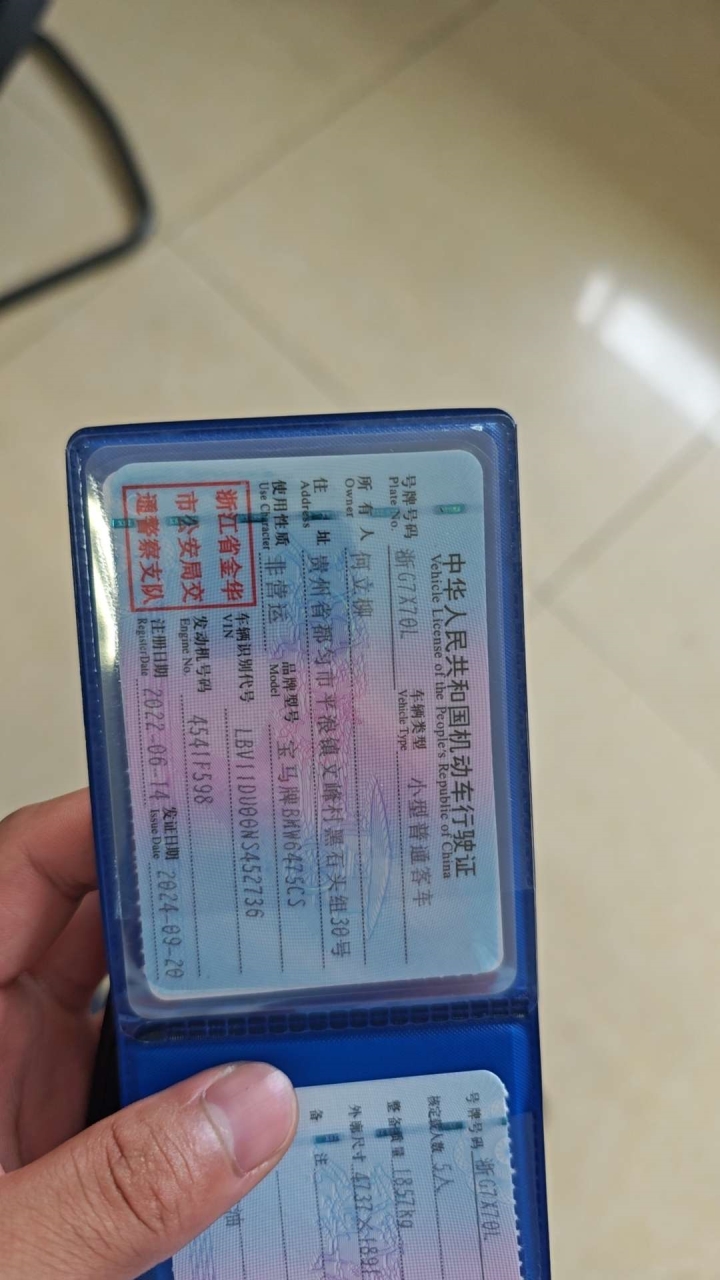 中华人民共和国机动车行驶证
Vehicle License of the People's Republic of China
号牌号码 浙G7X70L 车辆类型 小型普通客车
Plate No. Vehicle Type
所有人 何立柳
Owner
住址 贵州省都匀市平浪镇文峰村黑石头组30号
Address
使用性质 非营运 品牌型号 宝马牌BMW6475CS
Use Character Model
浙江省金华
市公安局交
通警察支队
车辆识别代号 LBV11DU00NS452736
VIN
发动机号码 4541F598
Engine No.
注册日期 2022-06-14 发证日期 2024-09-20
Register Date Issue Date
号牌号码 浙G7X70L
核定载人数 5人
整备质量 1857kg
外廓尺寸 4737×1891
备注
油